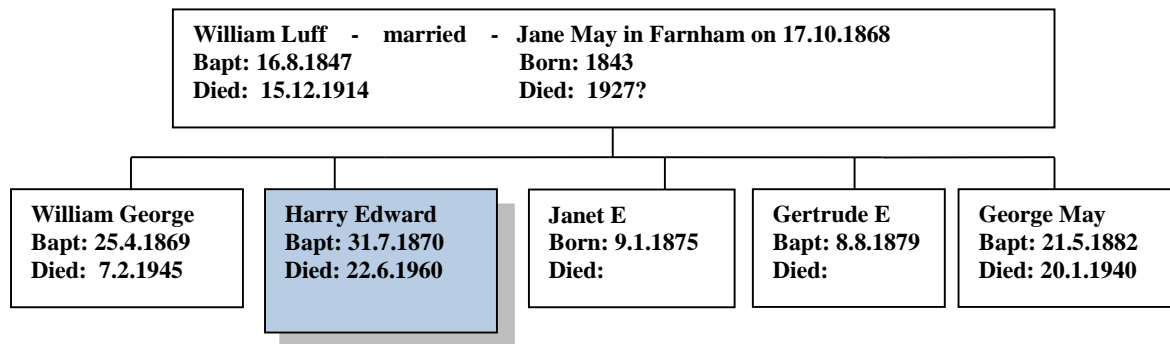 William Luff - married - Jane May in Farnham on 17.10.1868
Bapt: 16.8.1847 Born: 1843
Died: 15.12.1914 Died: 1927?
William George
Bapt: 25.4.1869
Died: 7.2.1945
Harry Edward
Bapt: 31.7.1870
Died: 22.6.1960
Janet E
Born: 9.1.1875
Died:
Gertrude E
Bapt: 8.8.1879
Died:
George May
Bapt: 21.5.1882
Died: 20.1.1940